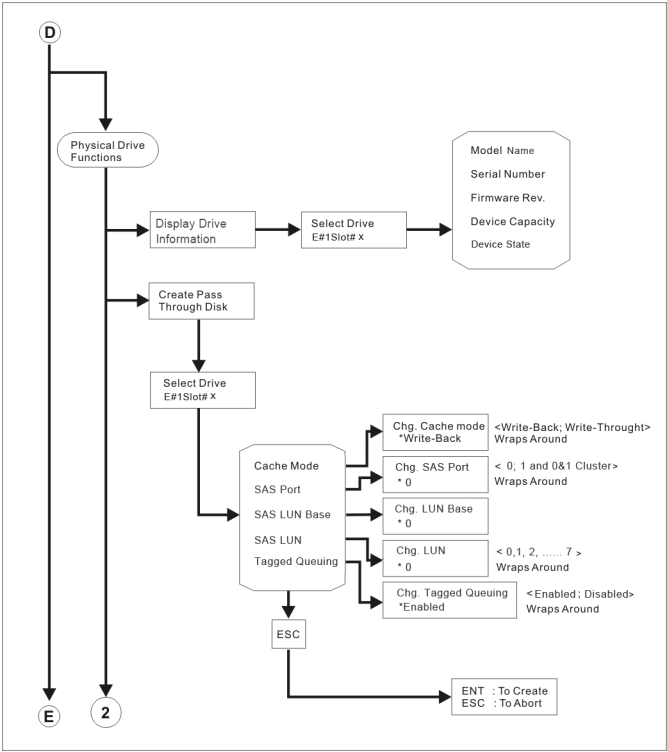 D
Physical Drive
Functions
Display Drive
Information
Select Drive
E#1Slot# x
Model Name
Serial Number
Firmware Rev.
Device Capacity
Device State
Create Pass
Through Disk
Select Drive
E#1Slot# x
Cache Mode
SAS Port
SAS LUN Base
SAS LUN
Tagged Queuing
Chg. Cache mode
*Write-Back
<Write-Back; Write-Throught>
Wraps Around
Chg. SAS Port
* 0
< 0; 1 and 0&1 Cluster>
Wraps Around
Chg. LUN Base
* 0
Chg. LUN
* 0
< 0,1, 2, ...... 7 >
Wraps Around
Chg. Tagged Queuing
*Enabled
<Enabled; Disabled>
Wraps Around
ESC
ENT : To Create
ESC : To Abort
E
2